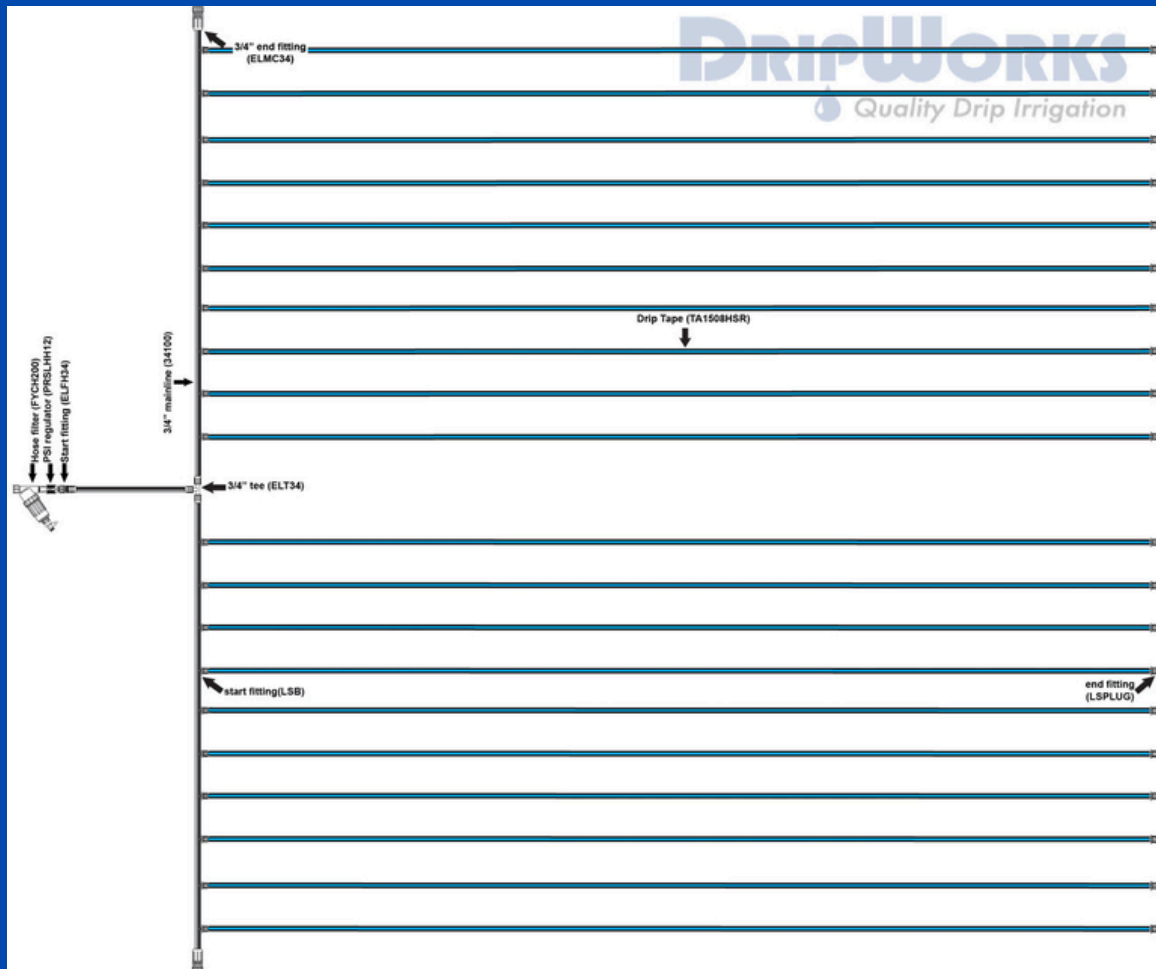 DRIPWORKS
Quality Drip Irrigation
3/4" end fitting
(ELMC34)
Drip Tape (TA1508HSR)
3/4" mainline (34100)
Hose filter (FYCH200)
PSI regulator (PRSLHH12)
Start fitting (ELFH34)
3/4" tee (ELT34)
start fitting(LSB)
end fitting
(LSPLUG)